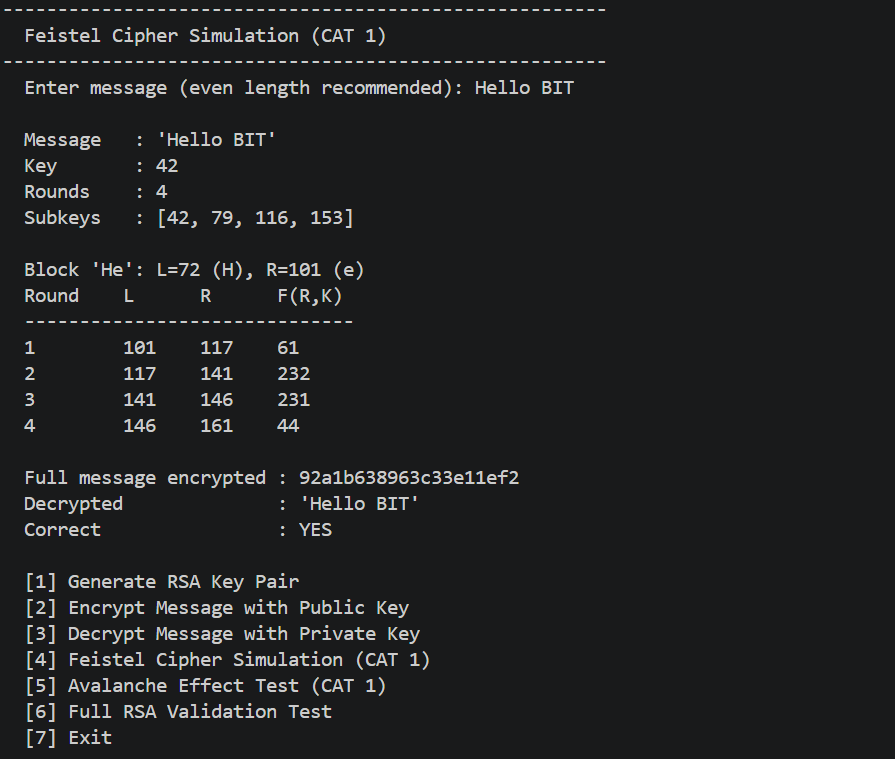 -------------------------------------------------------
Feistel Cipher Simulation (CAT 1)
-------------------------------------------------------
Enter message (even length recommended): Hello BIT
Message   : 'Hello BIT'
Key       : 42
Rounds    : 4
Subkeys   : [42, 79, 116, 153]
Block 'He': L=72 (H), R=101 (e)
Round    L      R      F(R,K)
------------------------------
1        101    117    61
2        117    141    232
3        141    146    231
4        146    161    44
Full message encrypted : 92a1b638963c33e11ef2
Decrypted              : 'Hello BIT'
Correct                : YES
[1] Generate RSA Key Pair
[2] Encrypt Message with Public Key
[3] Decrypt Message with Private Key
[4] Feistel Cipher Simulation (CAT 1)
[5] Avalanche Effect Test (CAT 1)
[6] Full RSA Validation Test
[7] Exit